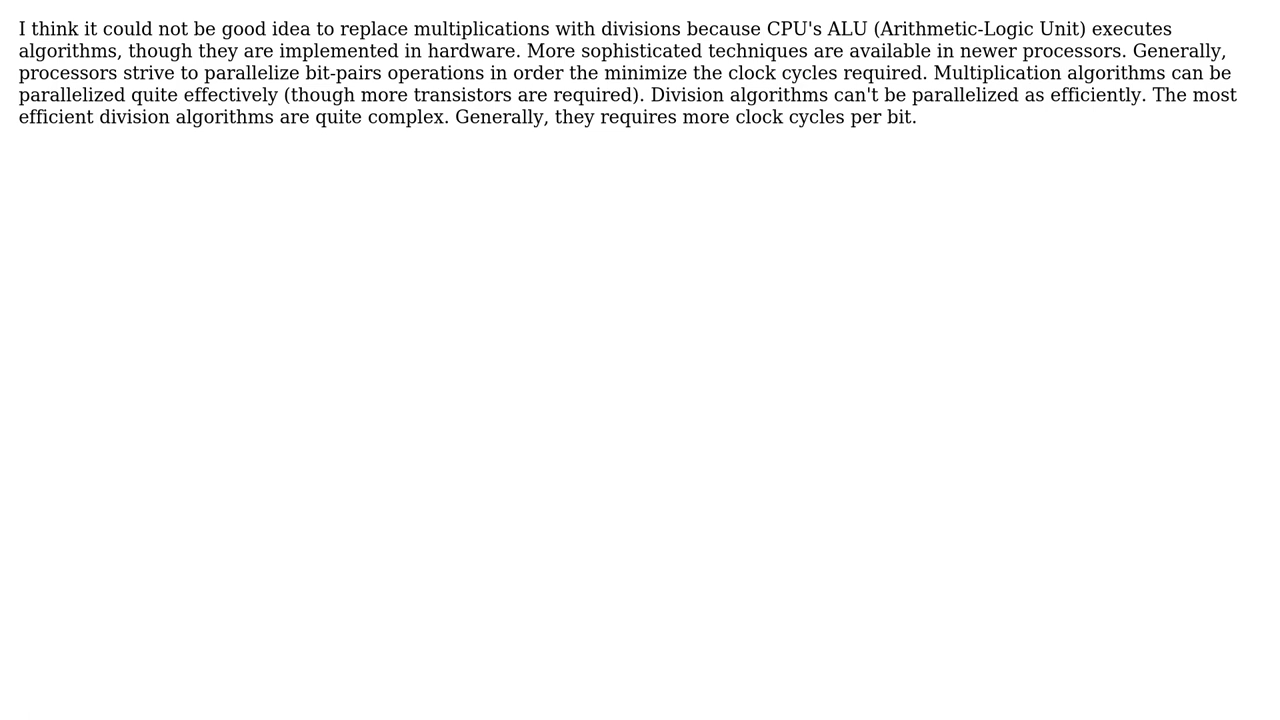 I think it could not be good idea to replace multiplications with divisions because CPU's ALU (Arithmetic-Logic Unit) executes
algorithms, though they are implemented in hardware. More sophisticated techniques are available in newer processors. Generally,
processors strive to parallelize bit-pairs operations in order the minimize the clock cycles required. Multiplication algorithms can be
parallelized quite effectively (though more transistors are required). Division algorithms can't be parallelized as efficiently. The most
efficient division algorithms are quite complex. Generally, they requires more clock cycles per bit.